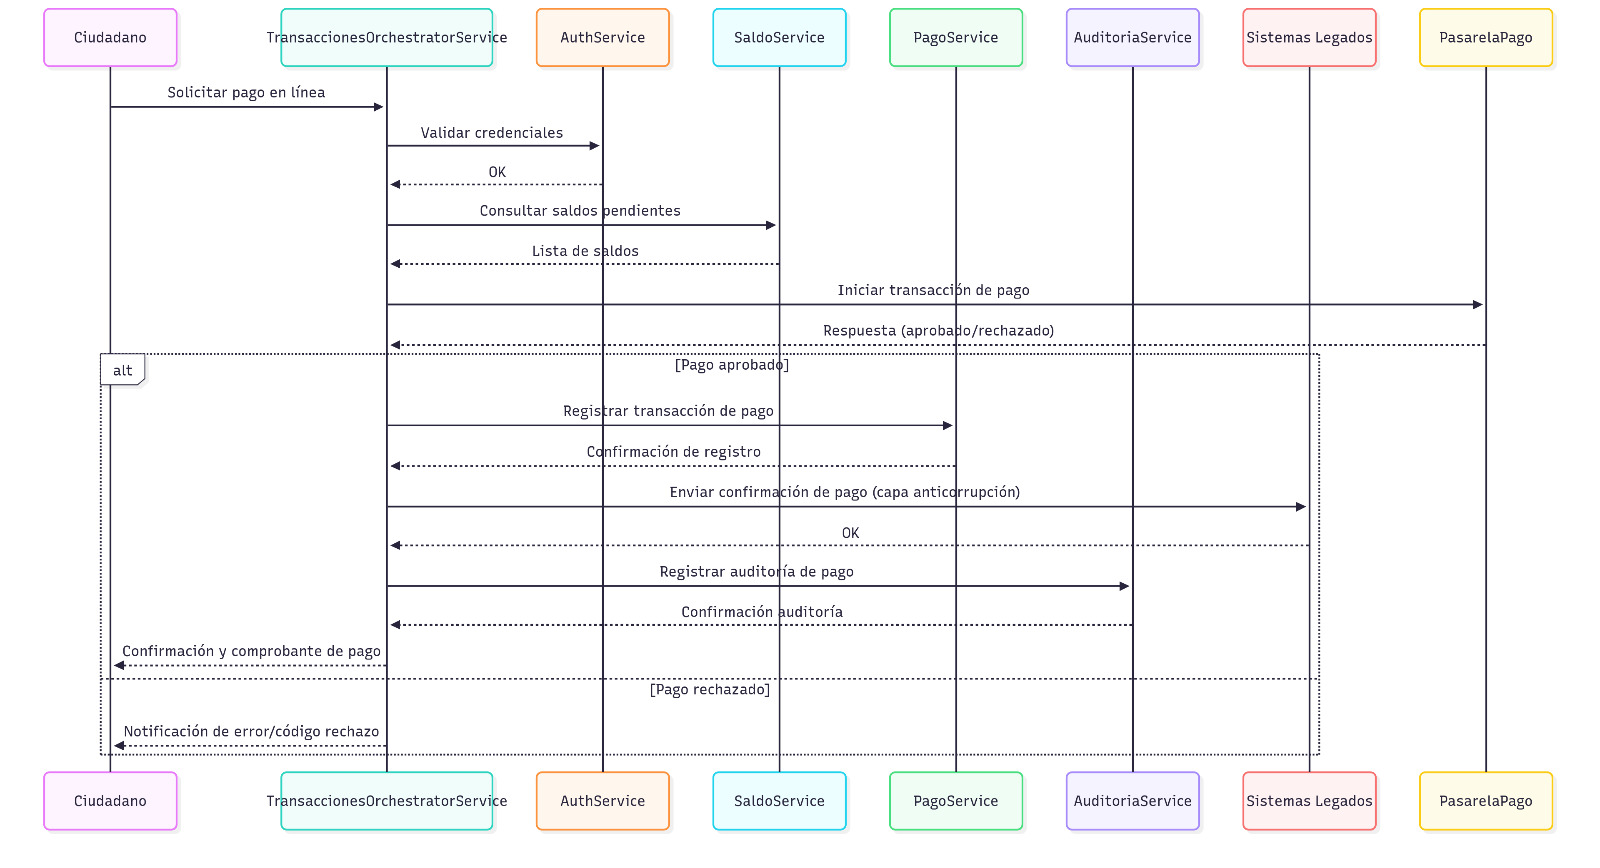 Ciudadano
TransaccionesOrchestratorService
AuthService
SaldoService
PagoService
AuditoriaService
Sistemas Legados
PasarelaPago
Solicitar pago en línea
Validar credenciales
OK
Consultar saldos pendientes
Lista de saldos
Iniciar transacción de pago
Respuesta (aprobado/rechazado)
alt
[Pago aprobado]
Registrar transacción de pago
Confirmación de registro
Enviar confirmación de pago (capa anticorrupción)
OK
Registrar auditoría de pago
Confirmación auditoría
Confirmación y comprobante de pago
[Pago rechazado]
Notificación de error/código rechazo
Ciudadano
TransaccionesOrchestratorService
AuthService
SaldoService
PagoService
AuditoriaService
Sistemas Legados
PasarelaPago